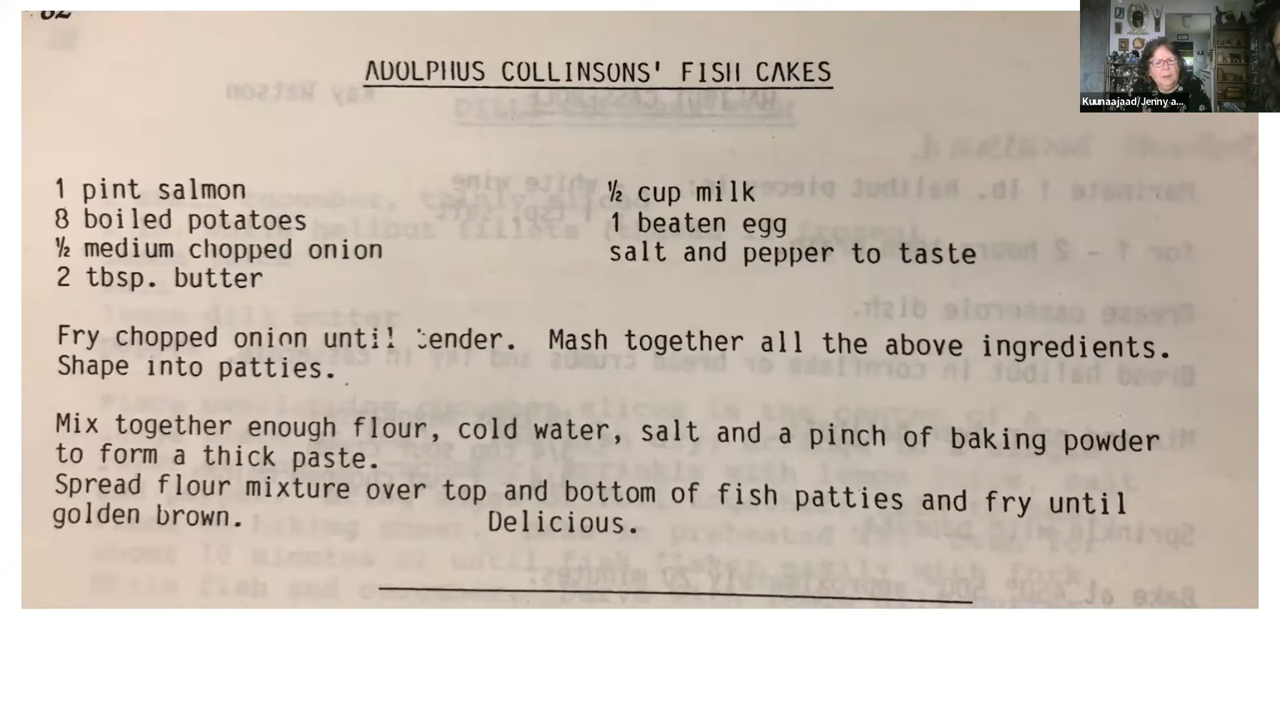 82
ADOLPHUS COLLINSONS' FISH CAKES
1 pint salmon
8 boiled potatoes
½ medium chopped onion
2 tbsp. butter
½ cup milk
1 beaten egg
salt and pepper to taste
Fry chopped onion until tender. Mash together all the above ingredients.
Shape into patties.
Mix together enough flour, cold water, salt and a pinch of baking powder
to form a thick paste.
Spread flour mixture over top and bottom of fish patties and fry until
golden brown. Delicious.
Kuunaajaad/Jenny a...